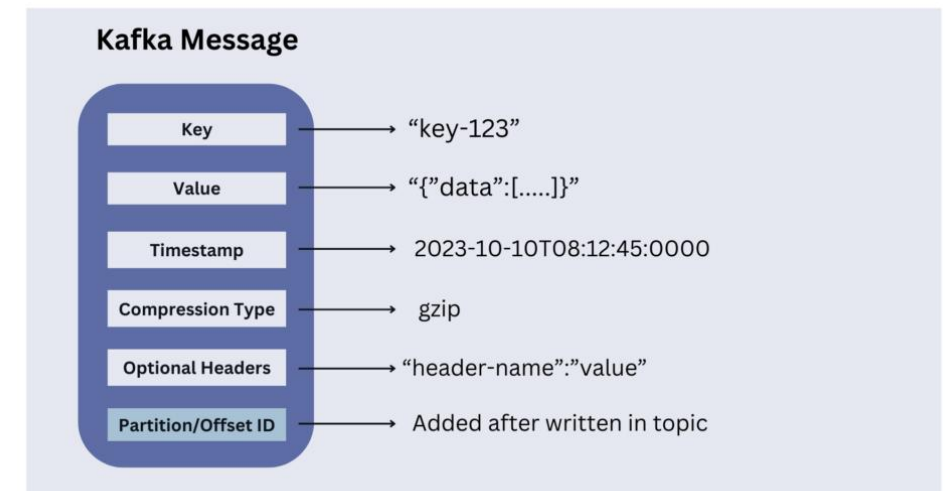 Kafka Message
Key “key-123”
Value “{”data”:[.....]}”
Timestamp 2023-10-10T08:12:45:0000
Compression Type gzip
Optional Headers “header-name”:”value”
Partition/Offset ID Added after written in topic